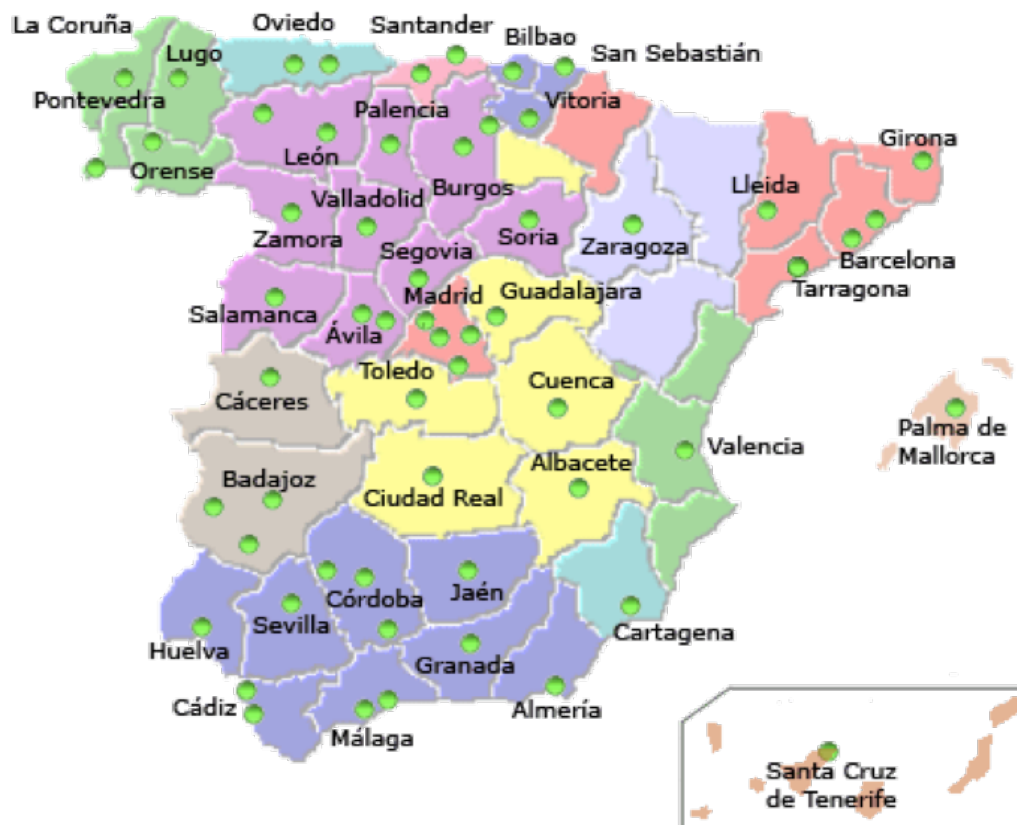 La Coruña
Oviedo
Santander
Bilbao
San Sebastián
Lugo
Pontevedra
Palencia
Vitoria
Girona
León
Orense
Burgos
Lleida
Valladolid
Zamora
Segovia
Soria
Zaragoza
Barcelona
Madrid
Guadalajara
Tarragona
Salamanca
Ávila
Toledo
Cuenca
Cáceres
Palma de
Mallorca
Valencia
Badajoz
Albacete
Ciudad Real
Córdoba
Jaén
Sevilla
Cartagena
Huelva
Granada
Cádiz
Málaga
Almería
Santa Cruz
de Tenerife